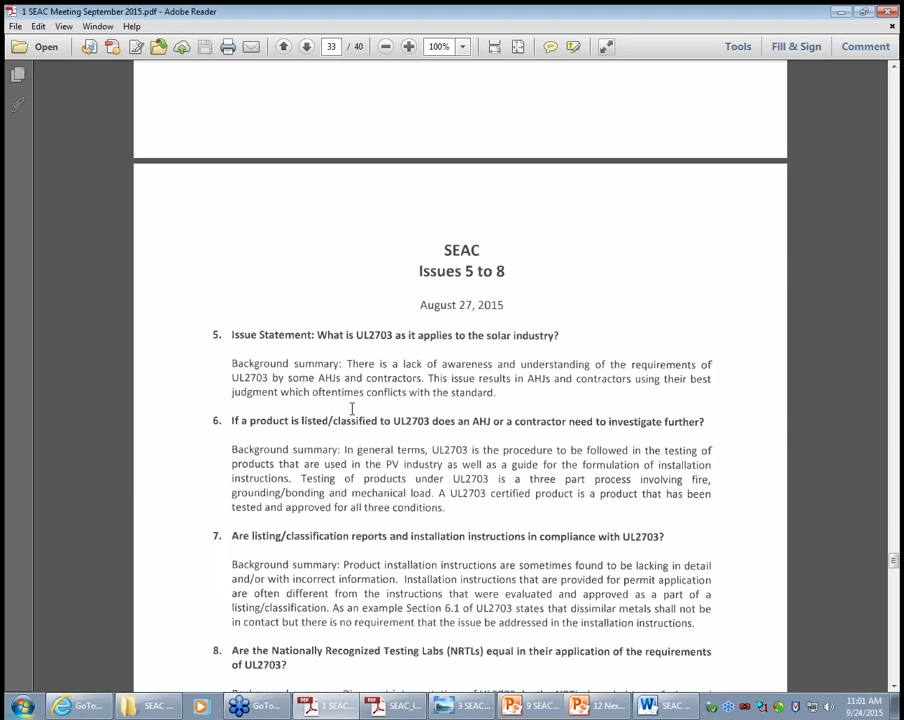 1 SEAC Meeting September 2015.pdf - Adobe Reader
File Edit View Window Help
Open 33 / 40 100% Tools Fill & Sign Comment
SEAC
Issues 5 to 8
August 27, 2015
5. Issue Statement: What is UL2703 as it applies to the solar industry?
Background summary: There is a lack of awareness and understanding of the requirements of
UL2703 by some AHJs and contractors. This issue results in AHJs and contractors using their best
judgment which oftentimes conflicts with the standard.
6. If a product is listed/classified to UL2703 does an AHJ or a contractor need to investigate further?
Background summary: In general terms, UL2703 is the procedure to be followed in the testing of
products that are used in the PV industry as well as a guide for the formulation of installation
instructions. Testing of products under UL2703 is a three part process involving fire,
grounding/bonding and mechanical load. A UL2703 certified product is a product that has been
tested and approved for all three conditions.
7. Are listing/classification reports and installation instructions in compliance with UL2703?
Background summary: Product installation instructions are sometimes found to be lacking in detail
and/or with incorrect information. Installation instructions that are provided for permit application
are often different from the instructions that were evaluated and approved as a part of a
listing/classification. As an example Section 6.1 of UL2703 states that dissimilar metals shall not be
in contact but there is no requirement that the issue be addressed in the installation instructions.
8. Are the Nationally Recognized Testing Labs (NRTLs) equal in their application of the requirements
of UL2703?
GoTo... SEAC ... GoTo... 1 SEAC... SEAC_I... 3 SEAC... 9 SEAC... 12 Nex... SEAC ... 11:01 AM
9/24/2015